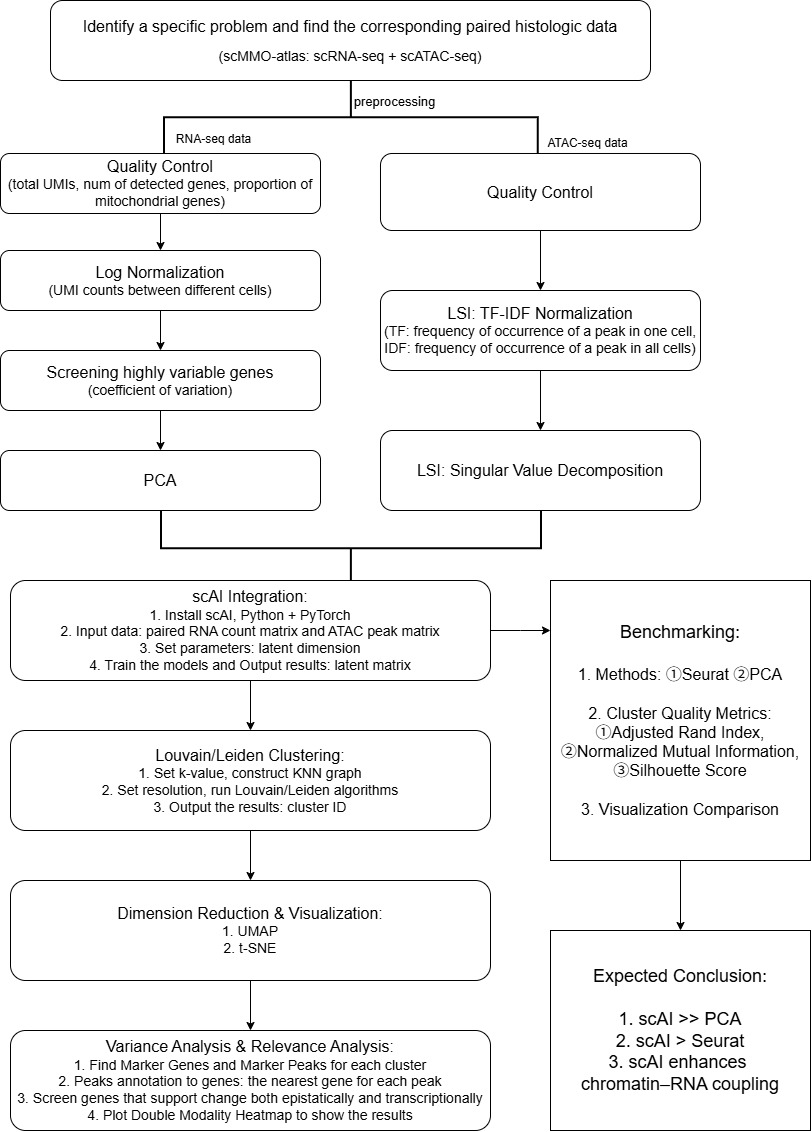 Identify a specific problem and find the corresponding paired histologic data
(scMMO-atlas: scRNA-seq + scATAC-seq)
preprocessing
RNA-seq data
ATAC-seq data
Quality Control
(total UMIs, num of detected genes, proportion of
mitochondrial genes)
Quality Control
Log Normalization
(UMI counts between different cells)
LSI: TF-IDF Normalization
(TF: frequency of occurrence of a peak in one cell,
IDF: frequency of occurrence of a peak in all cells)
Screening highly variable genes
(coefficient of variation)
PCA
LSI: Singular Value Decomposition
scAI Integration:
1. Install scAI, Python + PyTorch
2. Input data: paired RNA count matrix and ATAC peak matrix
3. Set parameters: latent dimension
4. Train the models and Output results: latent matrix
Louvain/Leiden Clustering:
1. Set k-value, construct KNN graph
2. Set resolution, run Louvain/Leiden algorithms
3. Output the results: cluster ID
Dimension Reduction & Visualization:
1. UMAP
2. t-SNE
Variance Analysis & Relevance Analysis:
1. Find Marker Genes and Marker Peaks for each cluster
2. Peaks annotation to genes: the nearest gene for each peak
3. Screen genes that support change both epistatically and transcriptionally
4. Plot Double Modality Heatmap to show the results
Benchmarking:
1. Methods: ①Seurat ②PCA
2. Cluster Quality Metrics:
①Adjusted Rand Index,
②Normalized Mutual Information,
③Silhouette Score
3. Visualization Comparison
Expected Conclusion:
1. scAI >> PCA
2. scAI > Seurat
3. scAI enhances
chromatin–RNA coupling